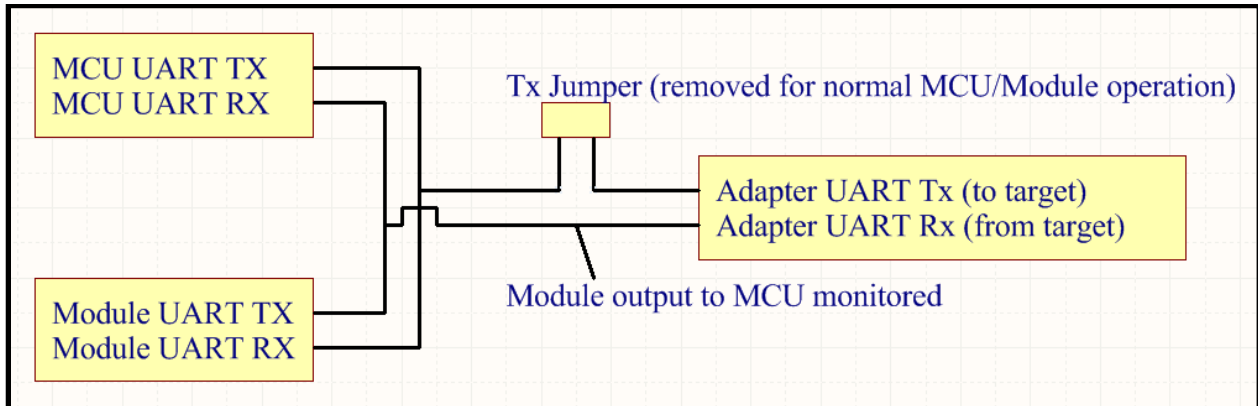 MCU UART TX
MCU UART RX
Tx Jumper (removed for normal MCU/Module operation)
Adapter UART Tx (to target)
Adapter UART Rx (from target)
Module output to MCU monitored
Module UART TX
Module UART RX